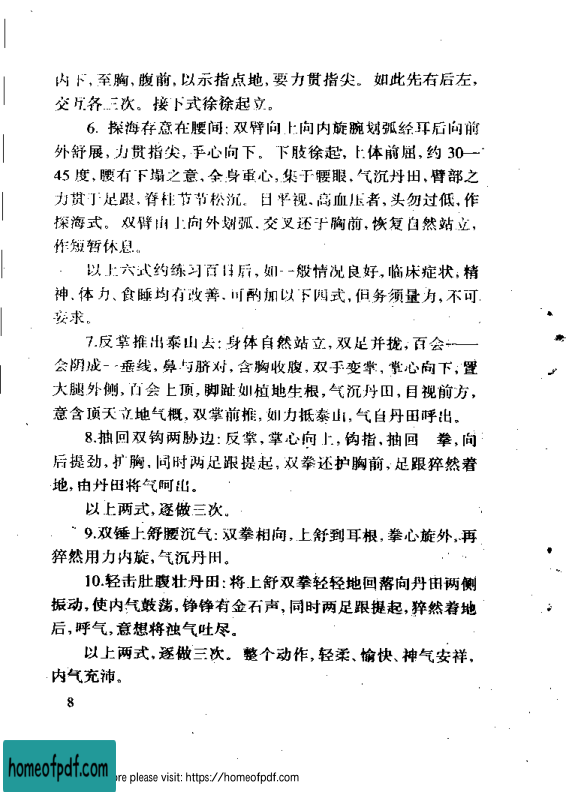 内下,至胸,腹前,以示指点地,要力贯指尖。如此先右后左,
交互各三次。接下式徐徐起立。
6. 探海存意在腰间:双臂向上向内旋腕划弧经耳后向前
外舒展,力贯指尖,手心向下。下肢徐起,上体前屈,约30—
45度,腰有下塌之意,全身重心,集于腰眼,气沉丹田,臂部之
力贯于足跟,脊柱节节松沉。目平视,高血压者,头勿过低,作
探海式。双臂由上向外划弧,交叉还于胸前,恢复自然站立,
作短暂休息。
以上六式约练习百日后,如一般情况良好,临床症状,精
神、体力、食睡均有改善,可酌加以下四式,但务须量力,不可
妄求。
7.反掌推出泰山去:身体自然站立,双足并拢,百会——
会阴成一垂线,鼻与脐对,含胸收腹,双手变掌,掌心向下,置
大腿外侧,百会上顶,脚趾如植地生根,气沉丹田,目视前方,
意含顶天立地气概,双掌前推,如力抵泰山,气自丹田呼出。
8.抽回双钩两胁边:反掌,掌心向上,钩指,抽回 拳,向
后提劲,扩胸,同时两足跟提起,双拳还护胸前,足跟猝然着
地,由丹田将气呵出。
以上两式,逐做三次。
9.双锤上舒腰沉气:双拳相向,上舒到耳根,拳心旋外,再
猝然用力内旋,气沉丹田。
10.轻击肚腹壮丹田:将上舒双拳轻轻地回落向丹田两侧
振动,使内气鼓荡,铮铮有金石声,同时两足跟提起,猝然着地
后,呼气,意想将浊气吐尽。
以上两式,逐做三次。整个动作,轻柔、愉快、神气安祥,
内气充沛。
8
homeofpdf.com
re please visit: https://homeofpdf.com